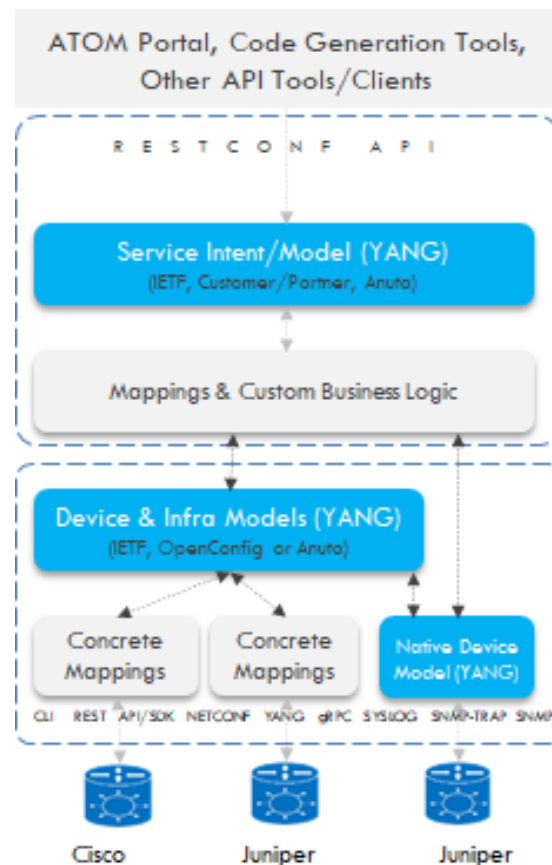 ATOM Portal, Code Generation Tools,
Other API Tools/Clients
RESTCONF API
Service Intent/Model (YANG)
(IETF, Customer/Partner, Anuta)
Mappings & Custom Business Logic
Device & Infra Models (YANG)
(IETF, OpenConfig or Anuta)
Concrete
Mappings
Concrete
Mappings
Native Device
Model (YANG)
CLI REST API/SDK NETCONF YANG gRPC SYSLOG SNMP-TRAP SNMP
Cisco
Juniper
Juniper